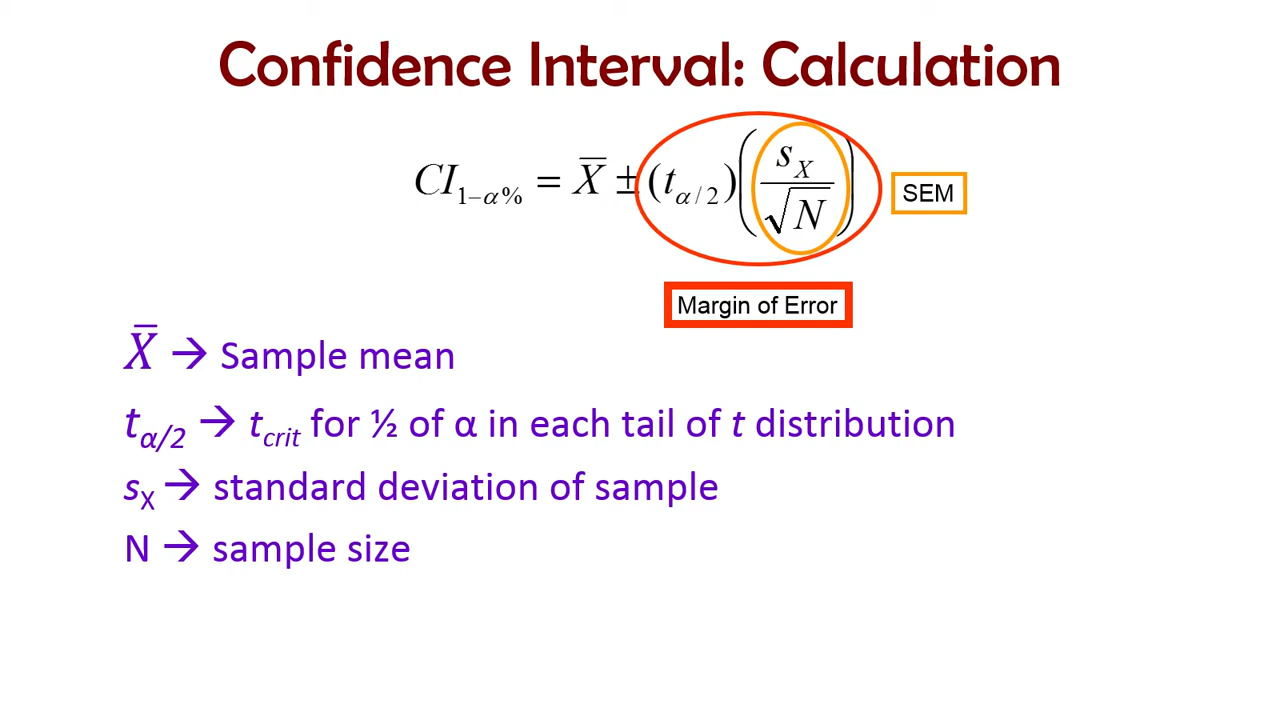 Confidence Interval: Calculation
CI₁₋α% = X̄ ± (tα/2)(sX/√N)
SEM
Margin of Error
X̄ → Sample mean
tα/2 → tcrit for ½ of α in each tail of t distribution
sX → standard deviation of sample
N → sample size